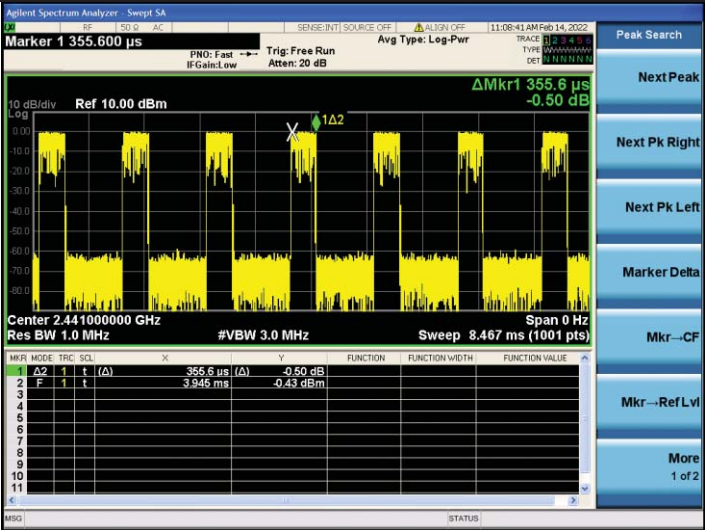 Agilent Spectrum Analyzer - Swept SA
RF 50 Ω AC SENSE:INT SOURCE OFF ALIGN OFF 11:08:41 AM Feb 14, 2022
Marker 1 355.600 µs
PNO: Fast
IFGain:Low
Trig: Free Run
Atten: 20 dB
Avg Type: Log-Pwr
TRACE 1 2 3 4 5 6
TYPE
DET N N N N N N
ΔMkr1 355.6 µs
-0.50 dB
10 dB/div Ref 10.00 dBm
Log
1Δ2
X
0.00
-10.0
-20.0
-30.0
-40.0
-50.0
-60.0
-70.0
-80.0
Center 2.441000000 GHz Span 0 Hz
Res BW 1.0 MHz #VBW 3.0 MHz Sweep 8.467 ms (1001 pts)
MKR MODE TRC SCL X Y FUNCTION FUNCTION WIDTH FUNCTION VALUE
1 Δ2 1 t (Δ) 355.6 µs (Δ) -0.50 dB
2 F 1 t 3.945 ms -0.43 dBm
3
4
5
6
7
8
9
10
11
MSG STATUS
Peak Search
Next Peak
Next Pk Right
Next Pk Left
Marker Delta
Mkr→CF
Mkr→Ref Lvl
More
1 of 2